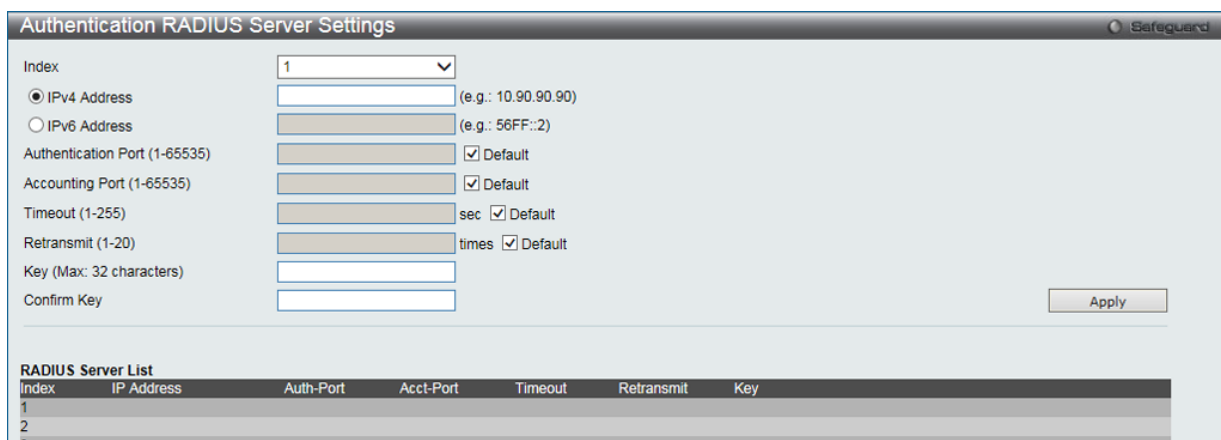 Authentication RADIUS Server Settings
Safeguard
Index 1
IPv4 Address (e.g.: 10.90.90.90)
IPv6 Address (e.g.: 56FF::2)
Authentication Port (1-65535) Default
Accounting Port (1-65535) Default
Timeout (1-255) sec Default
Retransmit (1-20) times Default
Key (Max: 32 characters)
Confirm Key Apply
RADIUS Server List
Index IP Address Auth-Port Acct-Port Timeout Retransmit Key
1
2